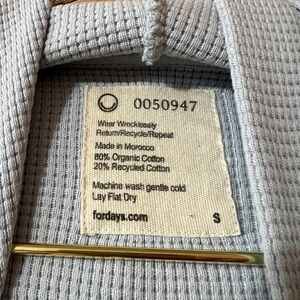 0050947
Wear Wrecklessly
Return/Recycle/Repeat
Made in Morocco
80% Organic Cotton
20% Recycled Cotton
Machine wash gentle cold
Lay Flat Dry
fordays.com
S